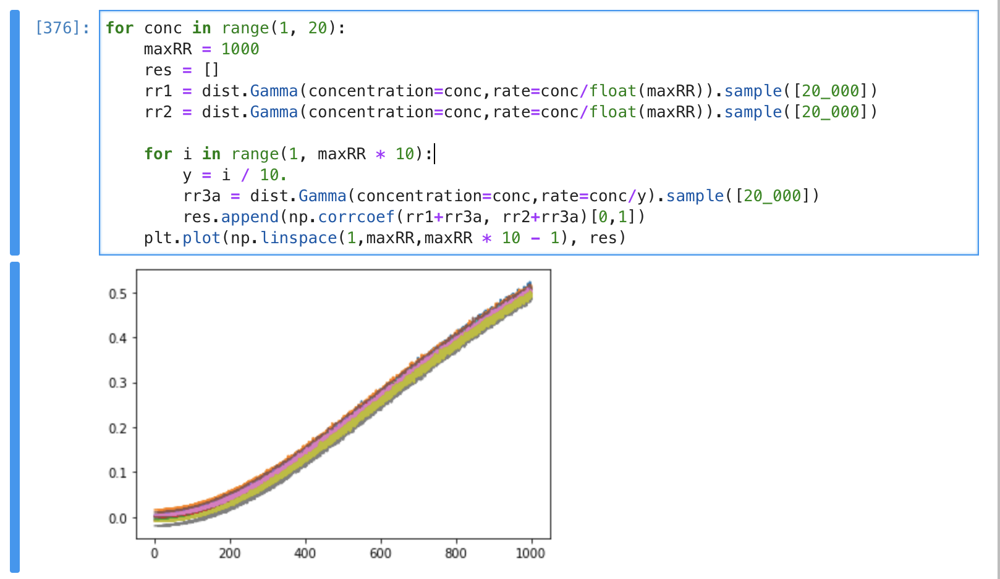 [376]: for conc in range(1, 20):
maxRR = 1000
res = []
rr1 = dist.Gamma(concentration=conc,rate=conc/float(maxRR)).sample([20_000])
rr2 = dist.Gamma(concentration=conc,rate=conc/float(maxRR)).sample([20_000])
for i in range(1, maxRR * 10):
y = i / 10.
rr3a = dist.Gamma(concentration=conc,rate=conc/y).sample([20_000])
res.append(np.corrcoef(rr1+rr3a, rr2+rr3a)[0,1])
plt.plot(np.linspace(1,maxRR,maxRR * 10 - 1), res)
0.5
0.4
0.3
0.2
0.1
0.0
0 200 400 600 800 1000